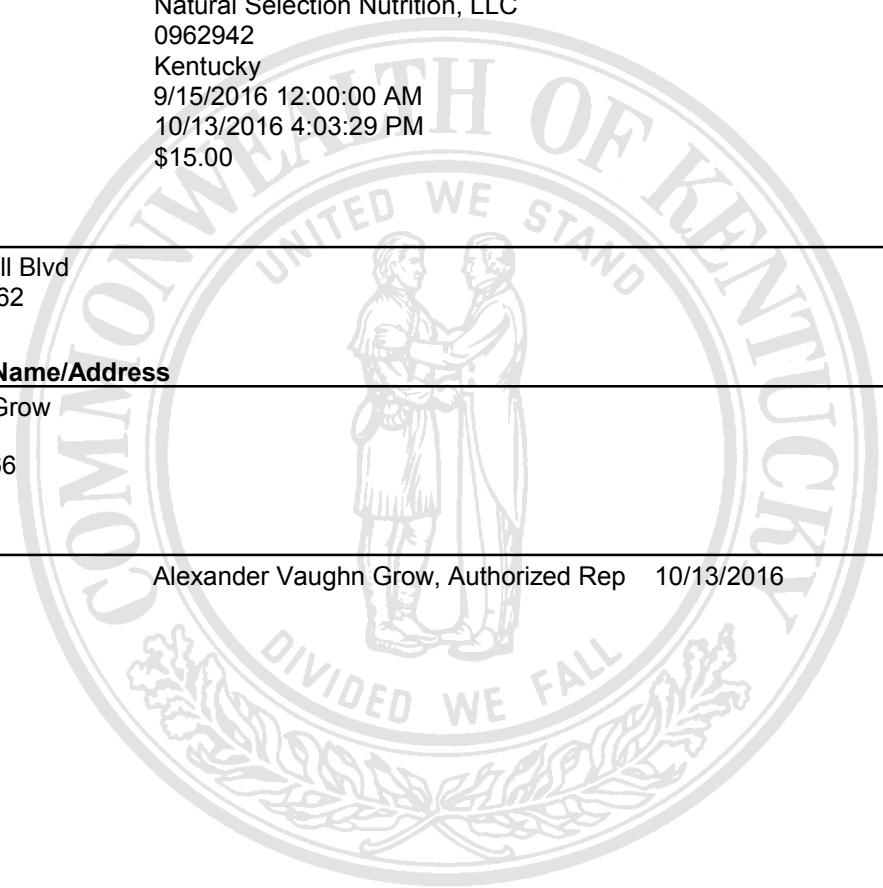 Natural Selection Nutrition, LLC
0962942
Kentucky
9/15/2016 12:00:00 AM
10/13/2016 4:03:29 PM
$15.00
COMMONWEALTH OF KENTUCKY
UNITED WE STAND
ll Blvd
62
Name/Address
Grow
6
Alexander Vaughn Grow, Authorized Rep 10/13/2016
DIVIDED WE FALL